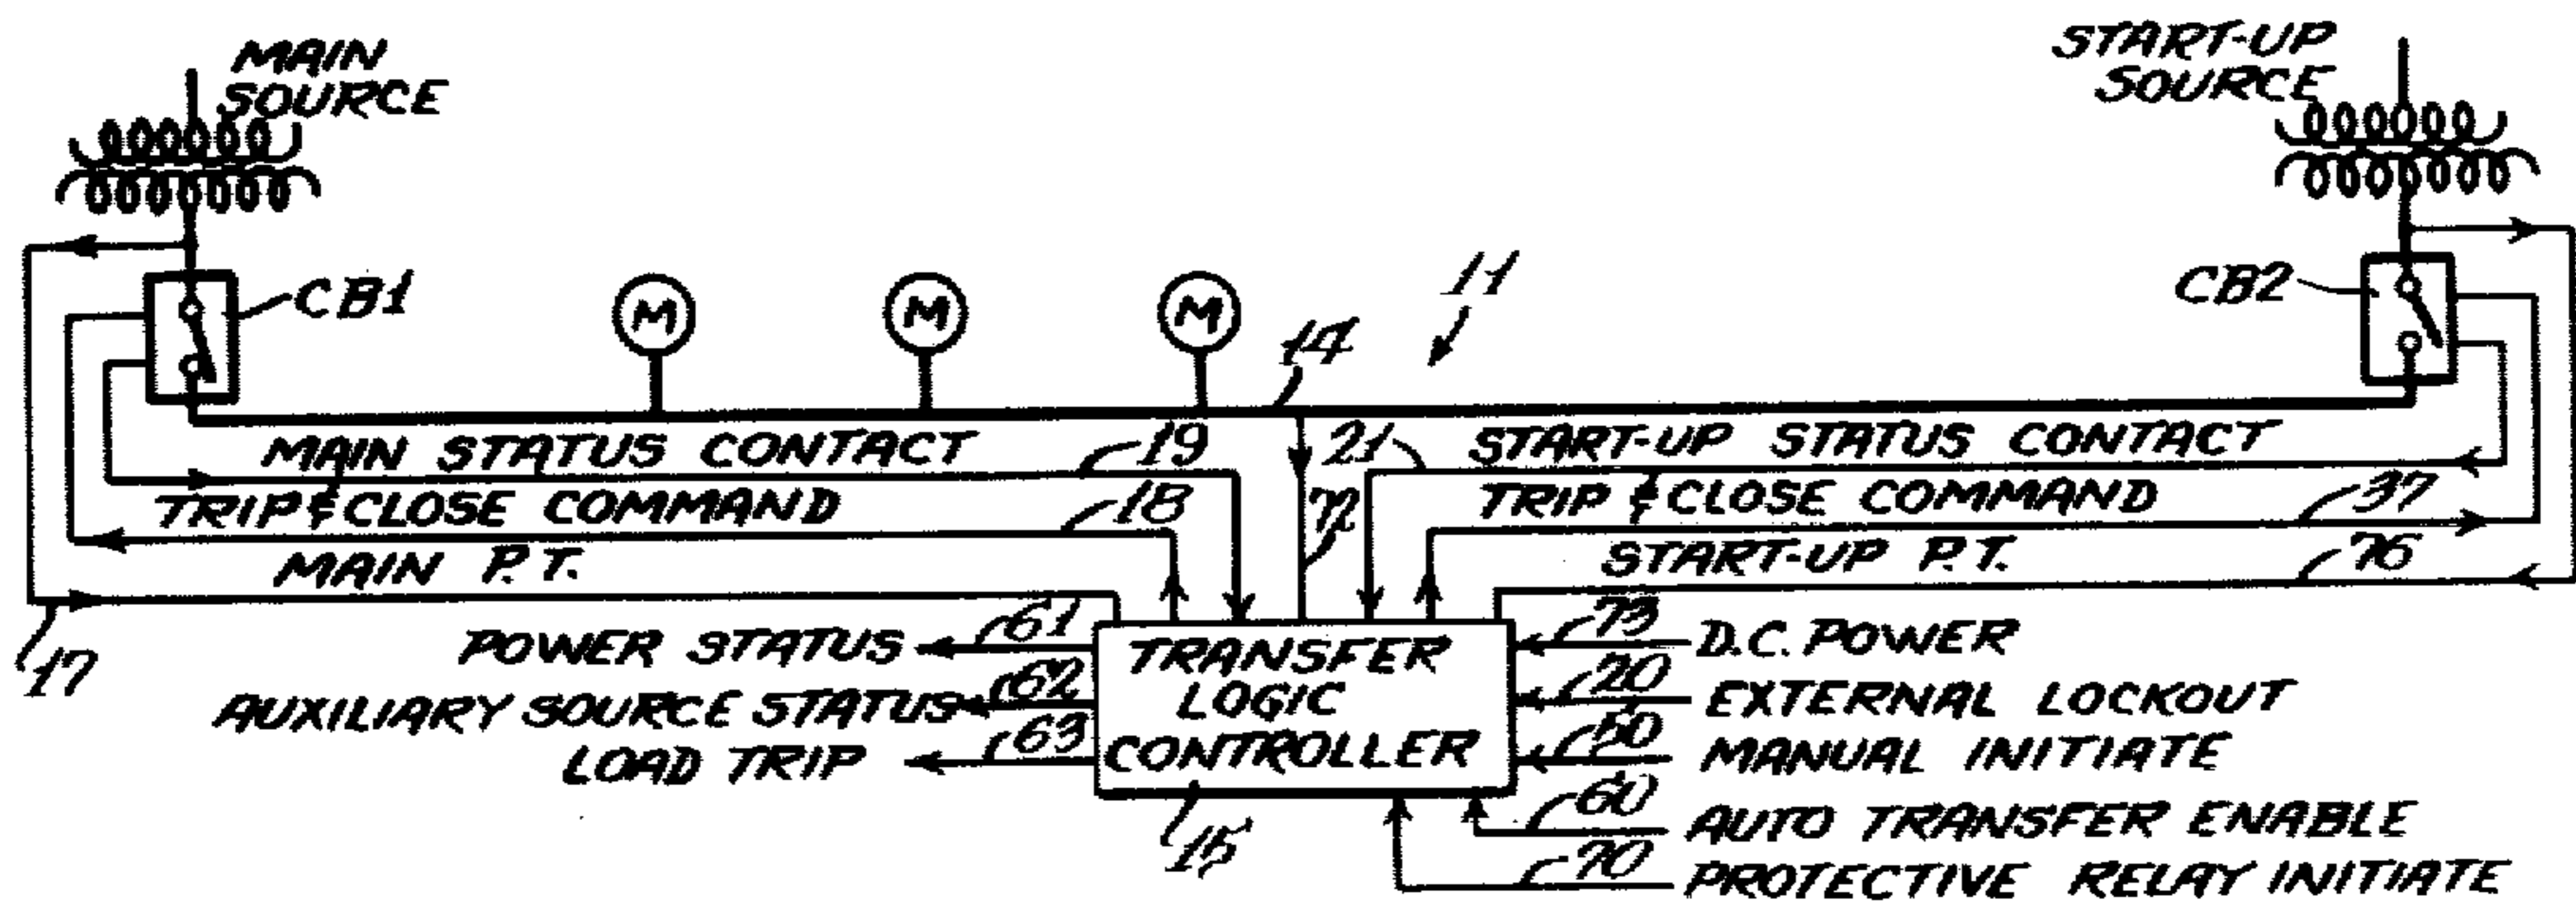 MAIN
SOURCE
START-UP
SOURCE
CB1
M
M
M
11
14
CB2
MAIN STATUS CONTACT
19
21
START-UP STATUS CONTACT
TRIP & CLOSE COMMAND
18
72
TRIP & CLOSE COMMAND
37
MAIN P.T.
START-UP P.T.
76
17
POWER STATUS
61
AUXILIARY SOURCE STATUS
62
LOAD TRIP
63
TRANSFER
LOGIC
CONTROLLER
15
73
D.C. POWER
20
EXTERNAL LOCKOUT
50
MANUAL INITIATE
60
AUTO TRANSFER ENABLE
70
PROTECTIVE RELAY INITIATE